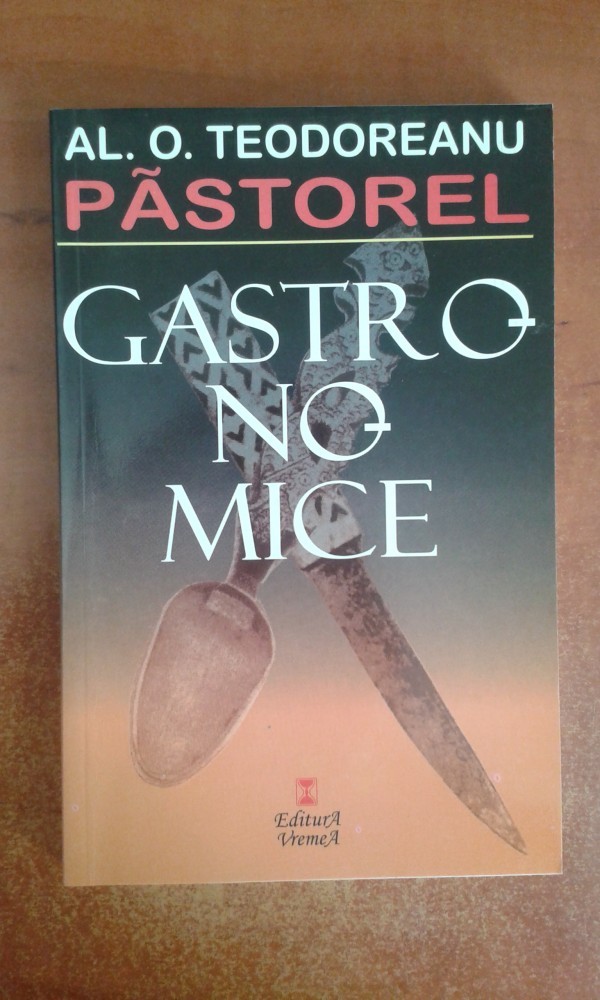 AL. O. TEODOREANU
PÃSTOREL
GASTRO-
NO-
MICE
EditurA
VremeA